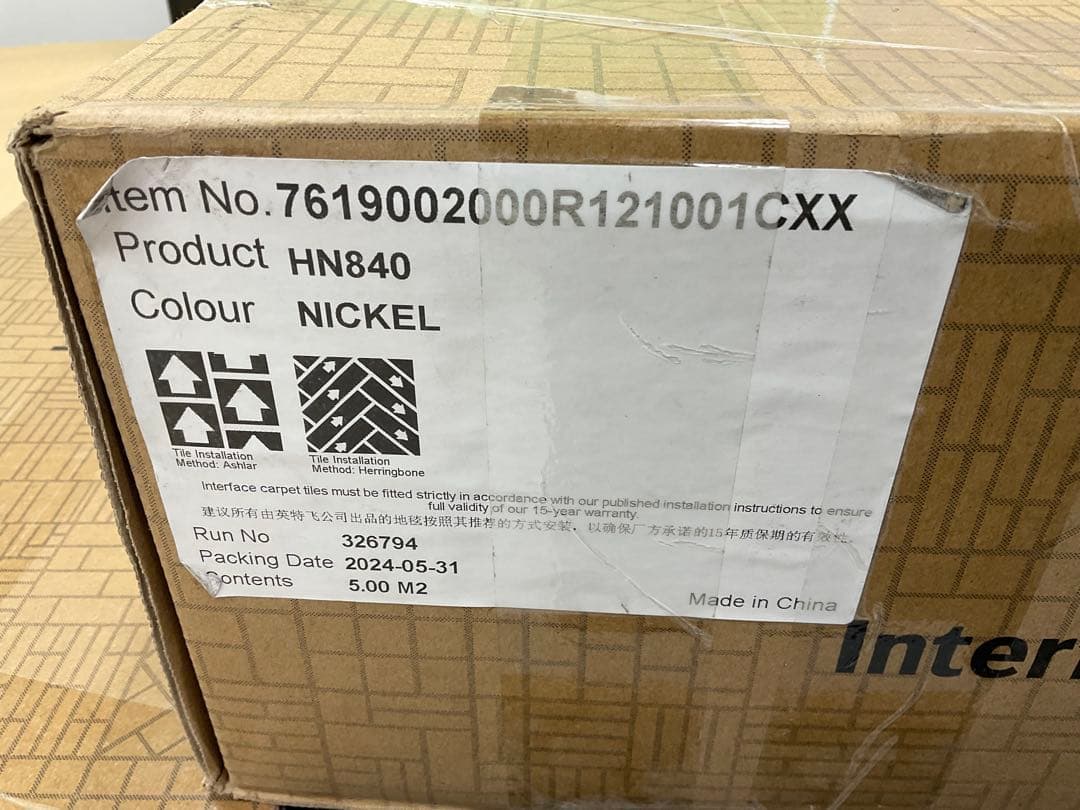 Item No. 7619002000R121001CXX
Product HN840
Colour NICKEL
Tile Installation
Method: Ashlar
Tile Installation
Method: Herringbone
Interface carpet tiles must be fitted strictly in accordance with our published installation instructions to ensure
full validity of our 15-year warranty.
建议所有由英特飞公司出品的地毯按照其推荐的方式安装，以确保厂方承诺的15年质保期的有效性
Run No 326794
Packing Date 2024-05-31
Contents 5.00 M2
Made in China
Inter